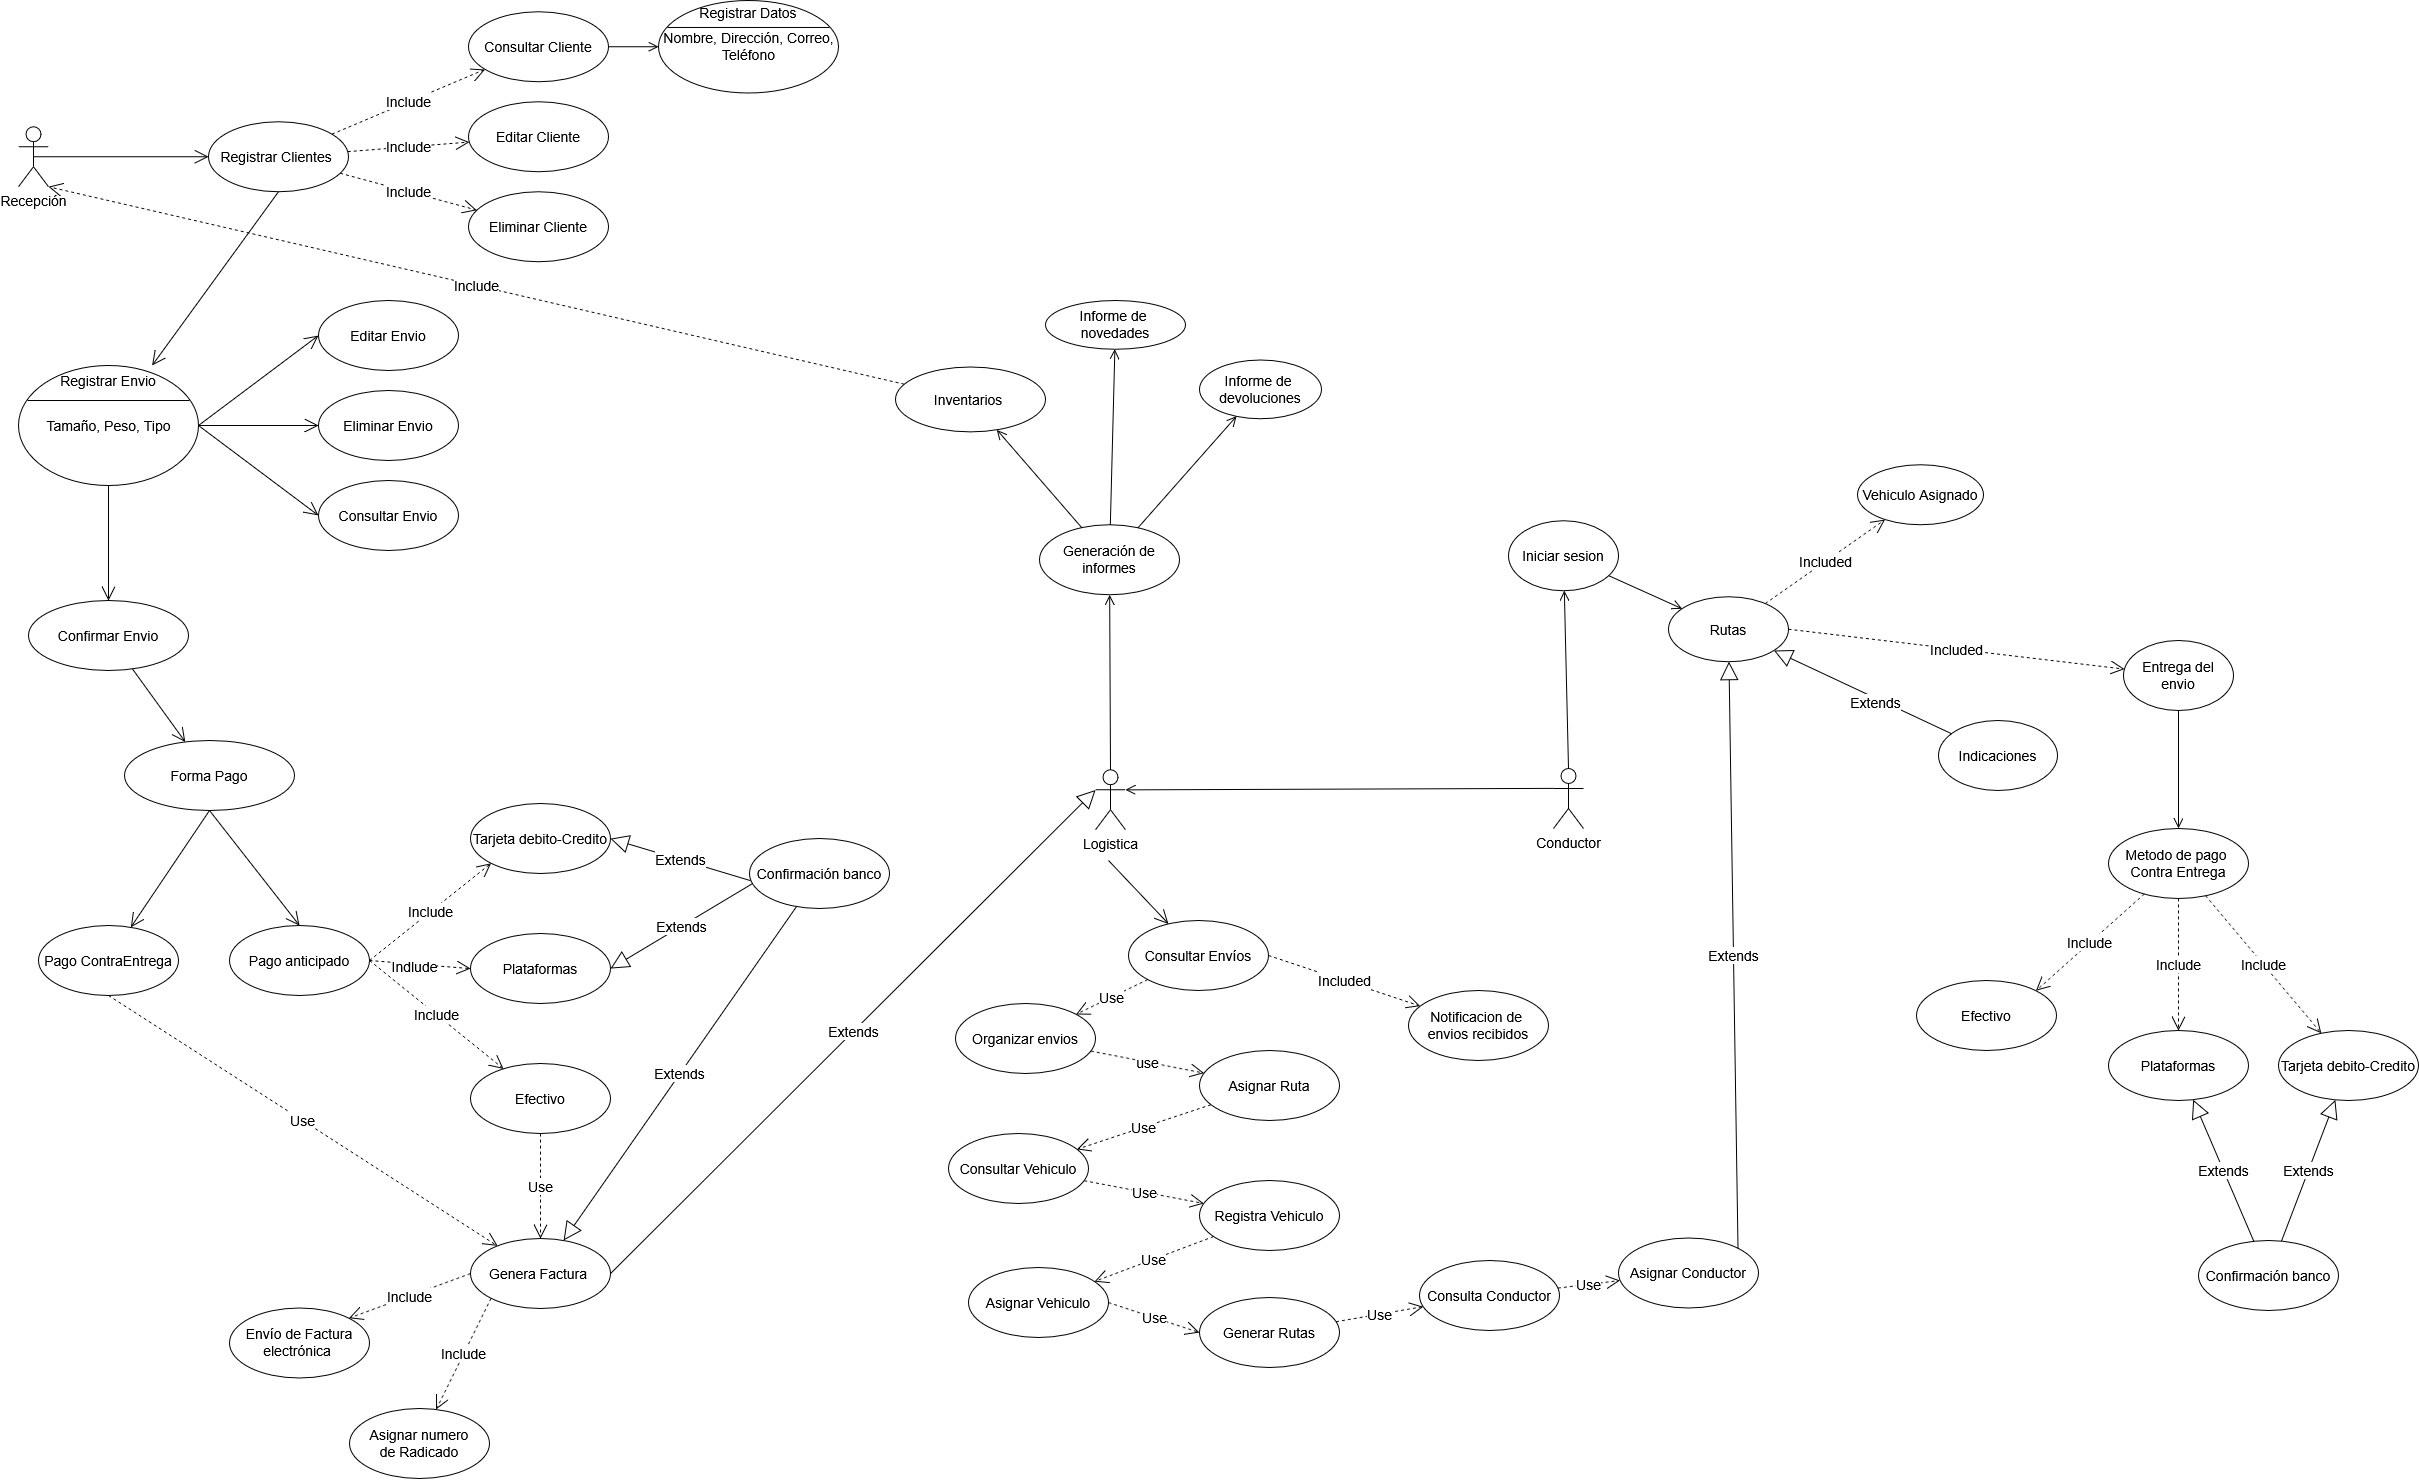 Registrar Datos
Nombre, Dirección, Correo,
Teléfono
Consultar Cliente
Include
Editar Cliente
Include
Registrar Clientes
Include
Recepción
Eliminar Cliente
Include
Informe de
novedades
Editar Envio
Registrar Envio
Informe de
devoluciones
Inventarios
Tamaño, Peso, Tipo
Eliminar Envio
Consultar Envio
Vehiculo Asignado
Generación de
informes
Iniciar sesion
Included
Rutas
Confirmar Envio
Included
Entrega del
envio
Extends
Indicaciones
Forma Pago
Tarjeta debito-Credito
Extends
Confirmación banco
Logistica
Conductor
Metodo de pago
Contra Entrega
Include
Extends
Pago ContraEntrega
Pago anticipado
Indlude
Plataformas
Include
Consultar Envíos
Included
Extends
Include
Include
Include
Use
Notificacion de
envios recibidos
Efectivo
Extends
Organizar envios
use
Asignar Ruta
Plataformas
Tarjeta debito-Credito
Extends
Efectivo
Use
Use
Consultar Vehiculo
Use
Extends
Extends
Use
Registra Vehiculo
Use
Genera Factura
Asignar Conductor
Confirmación banco
Include
Asignar Vehiculo
Use
Generar Rutas
Use
Consulta Conductor
Use
Envío de Factura
electrónica
Include
Asignar numero
de Radicado